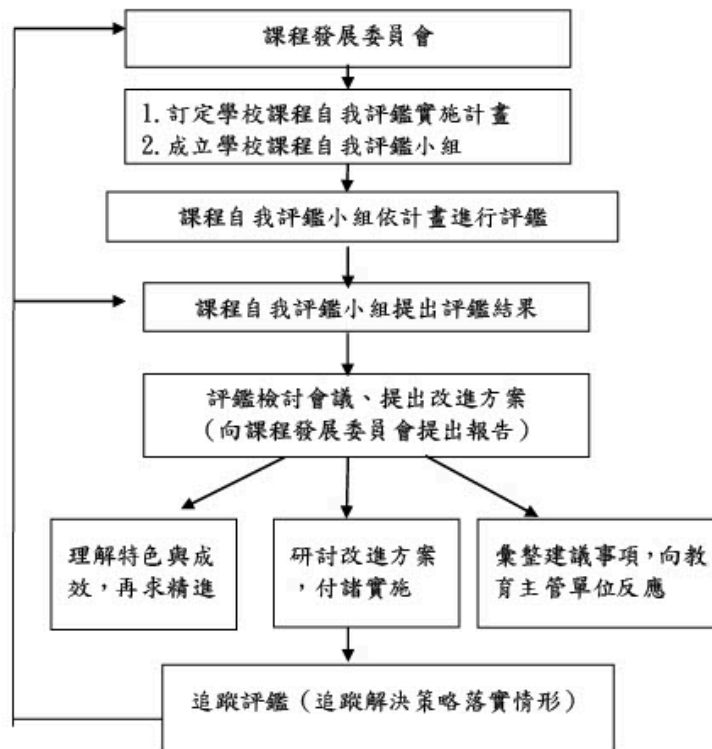 課程發展委員會
1.訂定學校課程自我評鑑實施計畫
2.成立學校課程自我評鑑小組
課程自我評鑑小組依計畫進行評鑑
課程自我評鑑小組提出評鑑結果
評鑑檢討會議、提出改進方案
（向課程發展委員會提出報告）
理解特色與成
效，再求精進
研討改進方案
，付諸實施
彙整建議事項，向教
育主管單位反應
追蹤評鑑（追蹤解決策略落實情形）